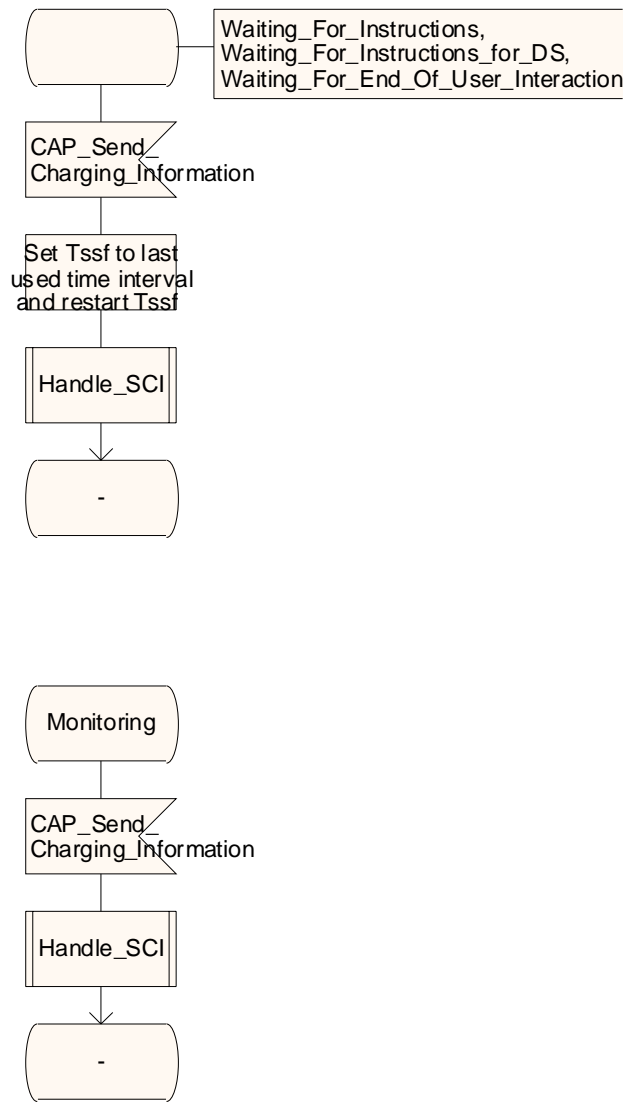 Waiting_For_Instructions,
Waiting_For_Instructions_for_DS,
Waiting_For_End_Of_User_Interaction
CAP_Send_
Charging_Information
Set Tssf to last
used time interval
and restart Tssf
Handle_SCI
-
Monitoring
CAP_Send_
Charging_Information
Handle_SCI
-